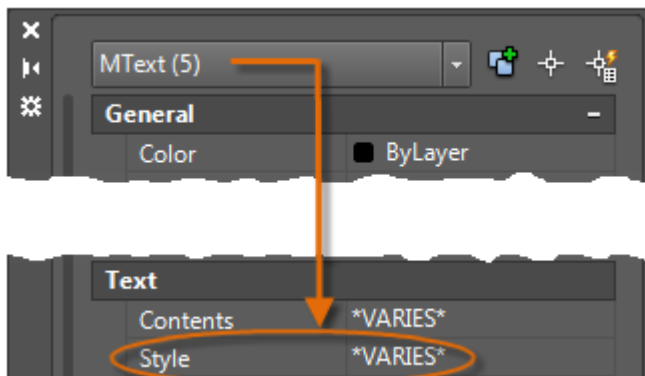 MText (5)
General
Color ByLayer
Text
Contents *VARIES*
Style *VARIES*